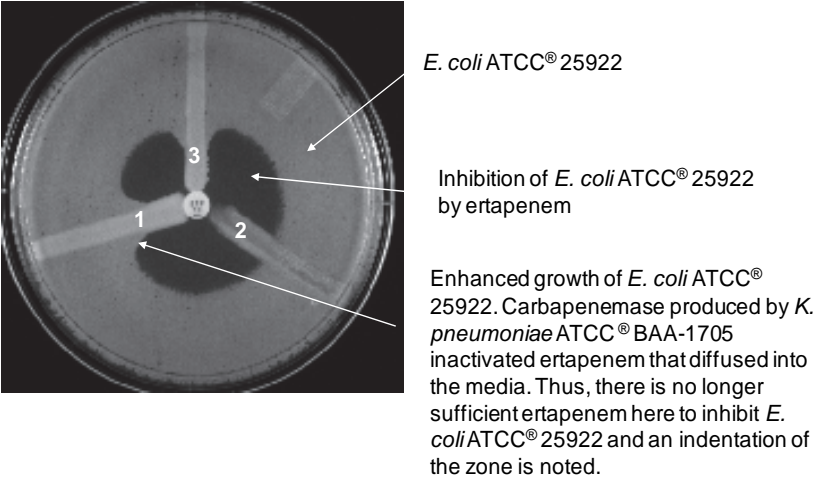 E. coli ATCC® 25922
3
Inhibition of E. coli ATCC® 25922
by ertapenem
1
2
Enhanced growth of E. coli ATCC®
25922. Carbapenemase produced by K.
pneumoniae ATCC® BAA-1705
inactivated ertapenem that diffused into
the media. Thus, there is no longer
sufficient ertapenem here to inhibit E.
coli ATCC® 25922 and an indentation of
the zone is noted.